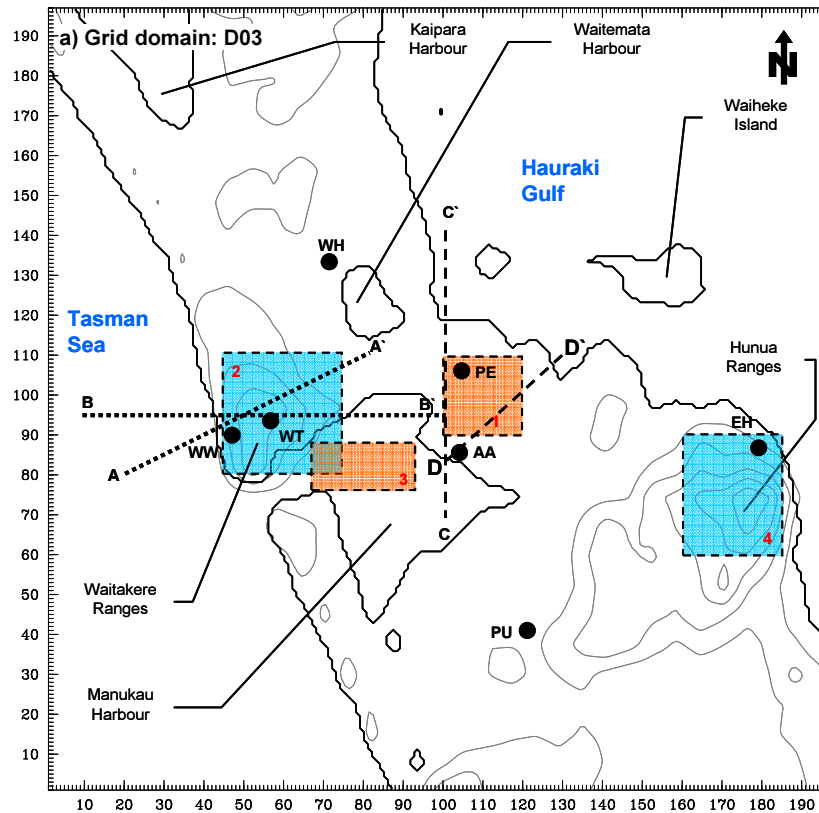 a) Grid domain: D03
Kaipara
Harbour
Waitemata
Harbour
N
Waiheke
Island
Hauraki
Gulf
C`
WH
Tasman
Sea
A`
D`
Hunua
Ranges
2
PE
B
B`
1
EH
WW
WT
A
D
AA
3
C
4
Waitakere
Ranges
PU
Manukau
Harbour
190
180
170
160
150
140
130
120
110
100
90
80
70
60
50
40
30
20
10
10 20 30 40 50 60 70 80 90 100 110 120 130 140 150 160 170 180 190